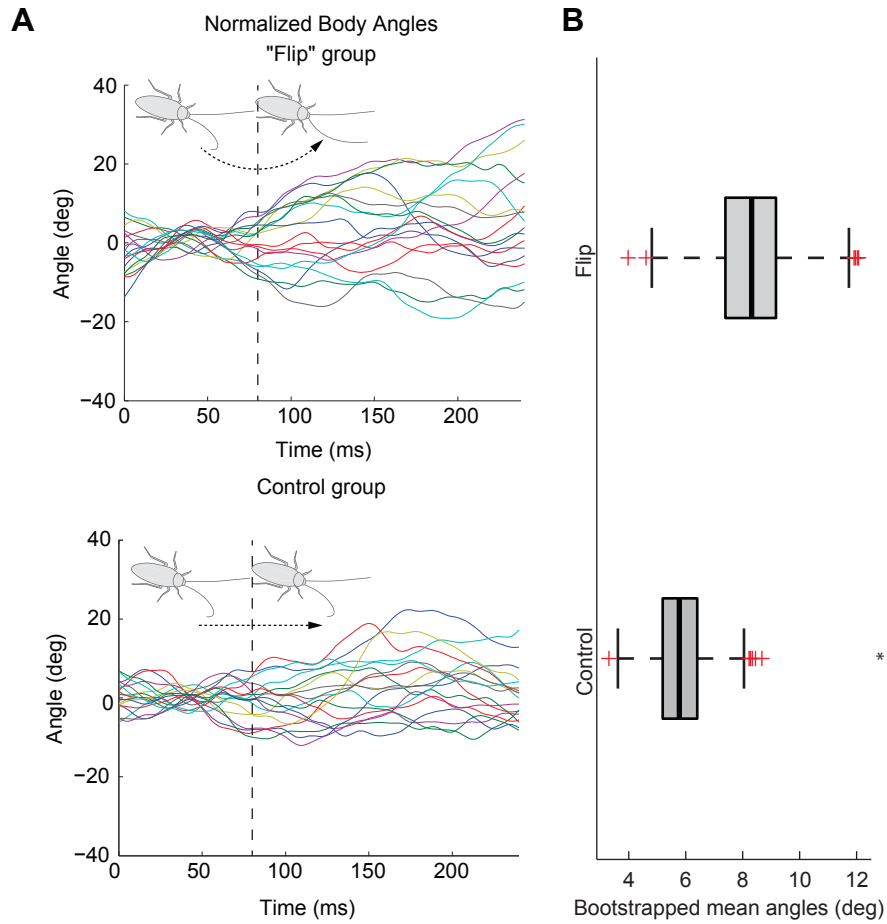 A
Normalized Body Angles
"Flip" group
40
20
0
−20
−40
Angle (deg)
0 50 100 150 200
Time (ms)
Control group
40
20
0
−20
−40
Angle (deg)
0 50 100 150 200
Time (ms)
B
Flip
Control
*
4 6 8 10 12
Bootstrapped mean angles (deg)